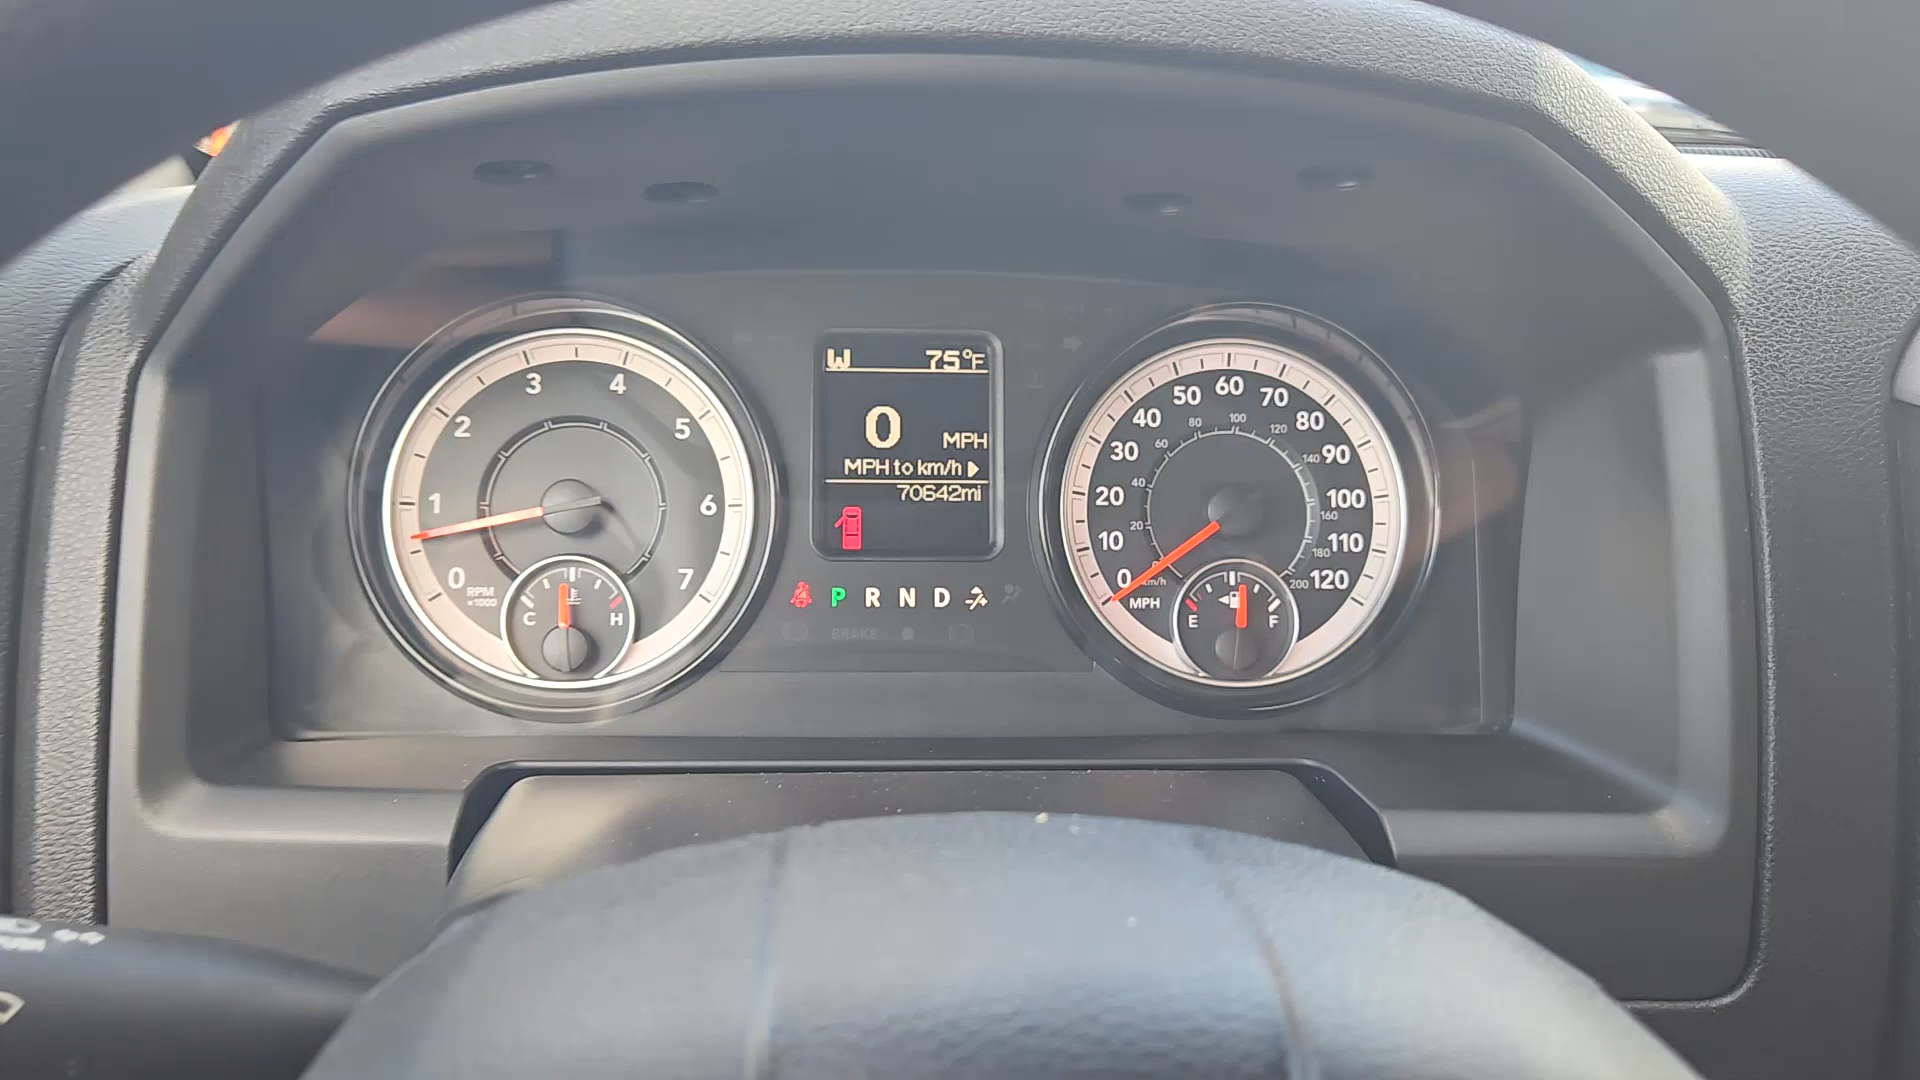 W 75°F
0 MPH
MPH to km/h
70642mi
0 1 2 3 4 5 6 7
RPM
x1000
C H
P R N D
BRAKE
0 10 20 30 40 50 60 70 80 90 100 110 120
20 40 60 80 100 120 140 160 180 200
km/h
MPH
E F